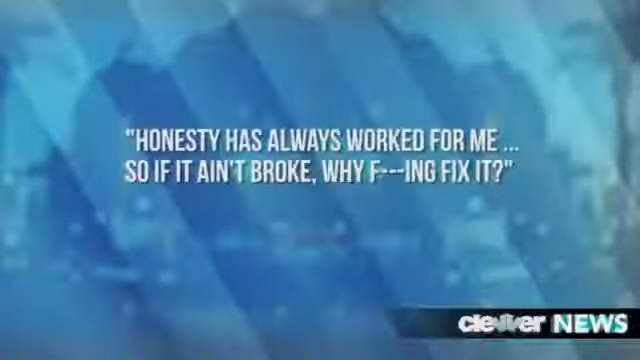 "HONESTY HAS ALWAYS WORKED FOR ME ...
SO IF IT AIN'T BROKE, WHY F---ING FIX IT?"
clevver NEWS